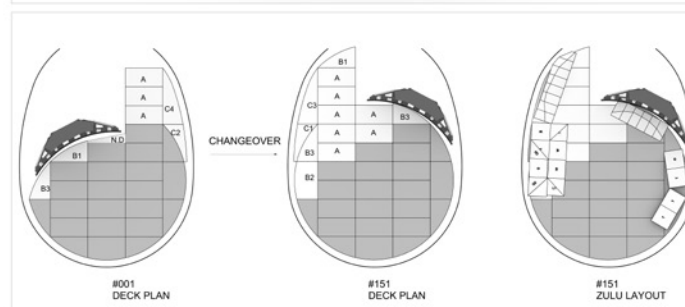 A
A
A
C4
C2
N.D
B1
B3
#001
DECK PLAN
CHANGEOVER
B1
A
A
C3
A
A
C1
A
A
B3
B3
A
B2
#151
DECK PLAN
#151
ZULU LAYOUT